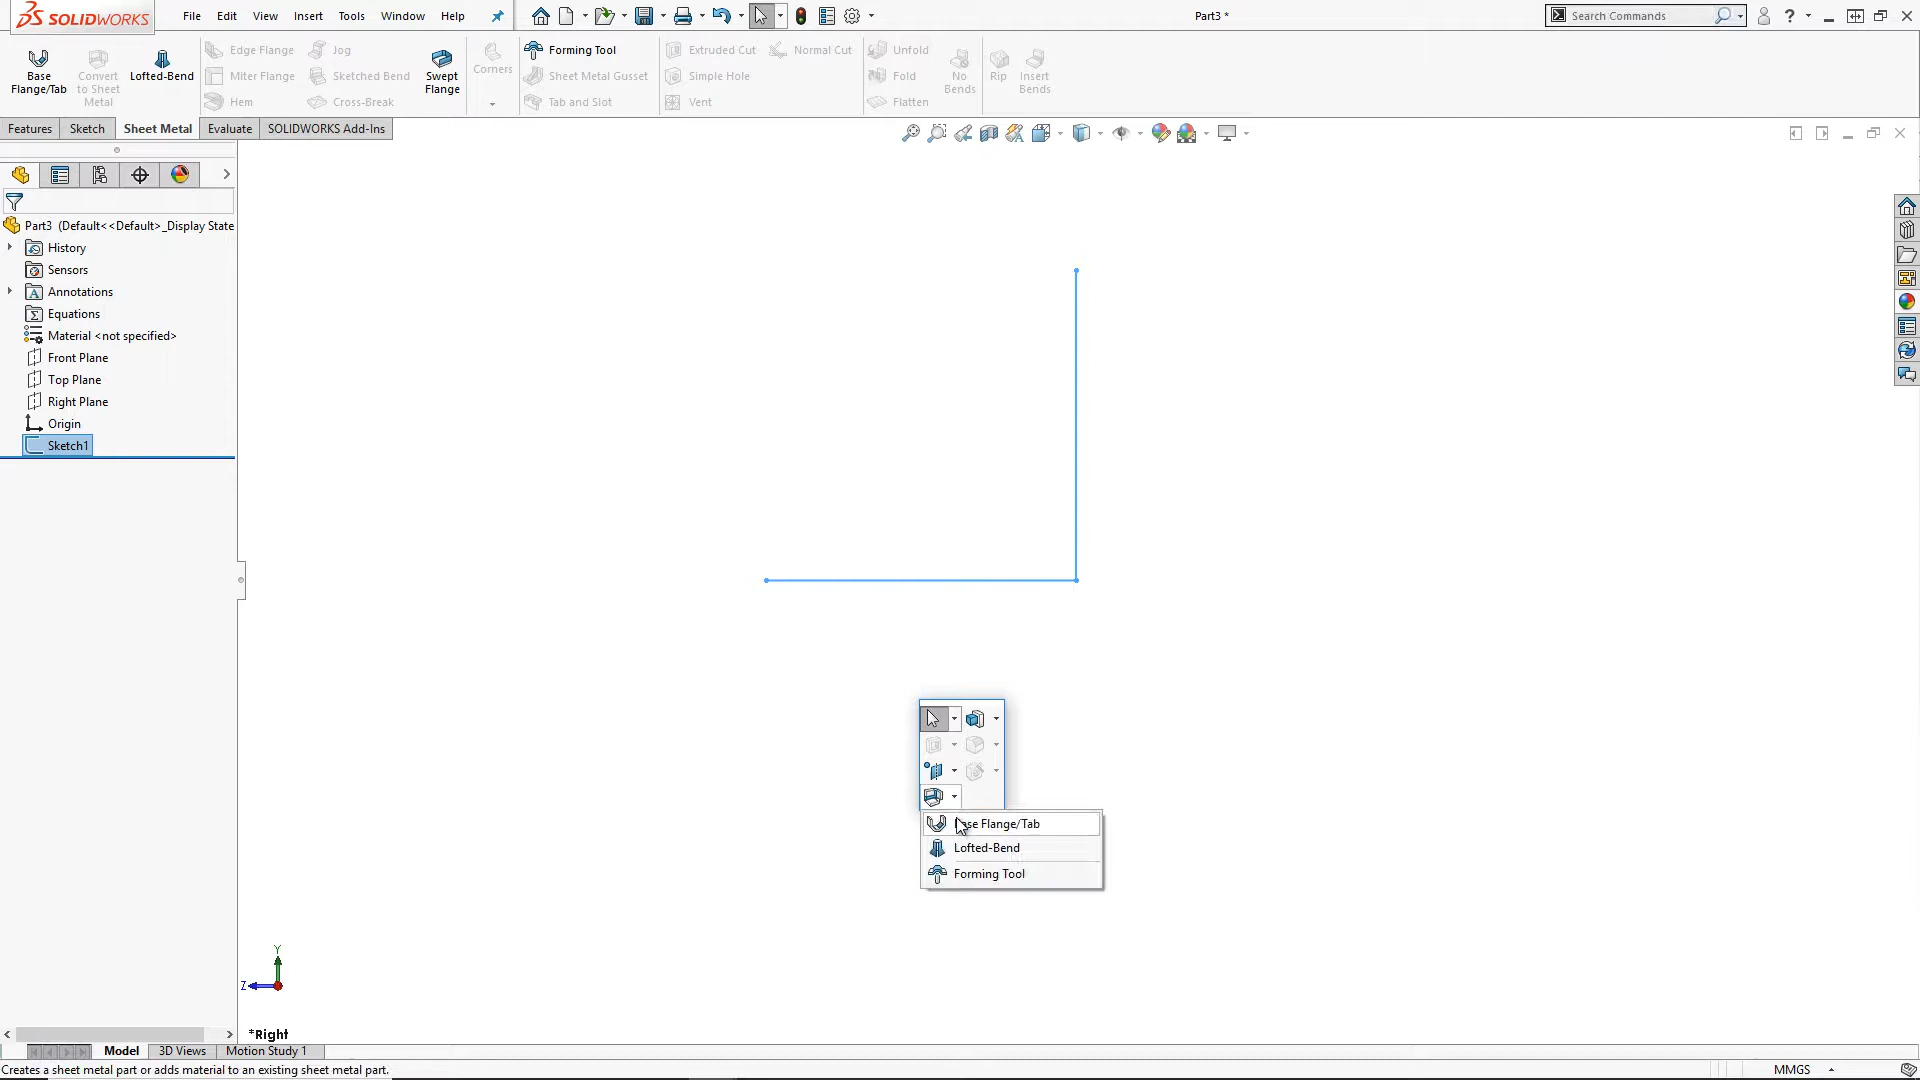 SOLIDWORKS
File Edit View Insert Tools Window Help
Part3 *
Search Commands
Base Flange/Tab
Convert to Sheet Metal
Lofted-Bend
Edge Flange
Miter Flange
Hem
Jog
Sketched Bend
Cross-Break
Swept Flange
Corners
Forming Tool
Sheet Metal Gusset
Tab and Slot
Extruded Cut
Simple Hole
Vent
Normal Cut
Unfold
Fold
Flatten
No Bends
Rip
Insert Bends
Features Sketch Sheet Metal Evaluate SOLIDWORKS Add-Ins
Part3 (Default<<Default>_Display State
History
Sensors
Annotations
Equations
Material <not specified>
Front Plane
Top Plane
Right Plane
Origin
Sketch1
Flange/Tab
Lofted-Bend
Forming Tool
Y
Z
*Right
Model 3D Views Motion Study 1
Creates a sheet metal part or adds material to an existing sheet metal part.
MMGS